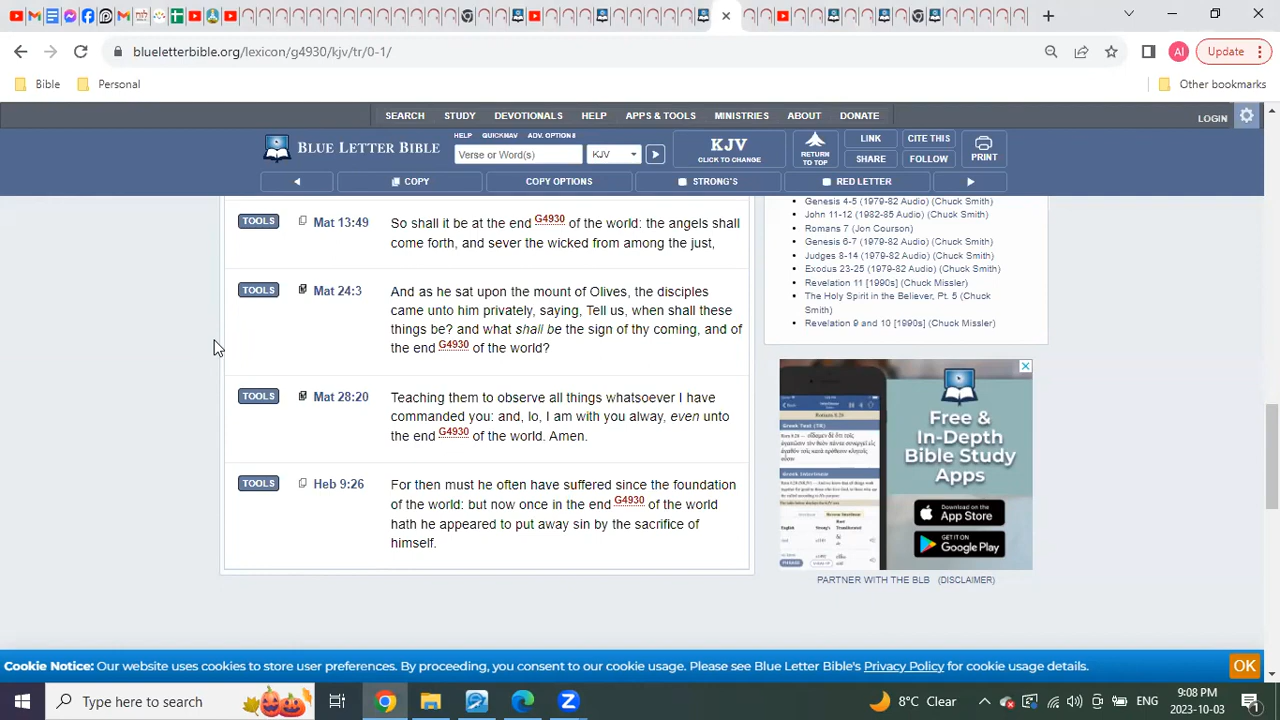 blueletterbible.org/lexicon/g4930/kjv/tr/0-1/
AI
Update
Bible
Personal
Other bookmarks
SEARCH STUDY DEVOTIONALS HELP APPS & TOOLS MINISTRIES ABOUT DONATE
LOGIN
BLUE LETTER BIBLE
HELP QUICKNAV ADV. OPTIONS
Verse or Word(s)
KJV
KJV
CLICK TO CHANGE
RETURN
TO TOP
LINK
CITE THIS
SHARE
FOLLOW
PRINT
COPY
COPY OPTIONS
STRONG'S
RED LETTER
TOOLS
Mat 13:49
So shall it be at the end G4930 of the world: the angels shall
come forth, and sever the wicked from among the just,
TOOLS
Mat 24:3
And as he sat upon the mount of Olives, the disciples
came unto him privately, saying, Tell us, when shall these
things be? and what shall be the sign of thy coming, and of
the end G4930 of the world?
TOOLS
Mat 28:20
Teaching them to observe all things whatsoever I have
commanded you: and, lo, I am with you alway, even unto
the end G4930 of the world. Amen.
TOOLS
Heb 9:26
For then must he often have suffered since the foundation
of the world: but now once in the end G4930 of the world
hath he appeared to put away sin by the sacrifice of
himself.
Genesis 4-5 (1979-82 Audio) (Chuck Smith)
John 11-12 (1982-85 Audio) (Chuck Smith)
Romans 7 (Jon Courson)
Genesis 6-7 (1979-82 Audio) (Chuck Smith)
Judges 8-14 (1979-82 Audio) (Chuck Smith)
Exodus 23-25 (1979-82 Audio) (Chuck Smith)
Revelation 11 [1990s] (Chuck Missler)
The Holy Spirit in the Believer, Pt. 5 (Chuck
Smith)
Revelation 9 and 10 [1990s] (Chuck Missler)
Romans 8:28
Greek Text (TR)
Greek Interlinear
Free &
In-Depth
Bible Study
Apps
Download on the
App Store
GET IT ON
Google Play
PARTNER WITH THE BLB (DISCLAIMER)
Cookie Notice: Our website uses cookies to store user preferences. By proceeding, you consent to our cookie usage. Please see Blue Letter Bible's Privacy Policy for cookie usage details.
OK
Type here to search
8°C Clear
ENG
9:08 PM
2023-10-03